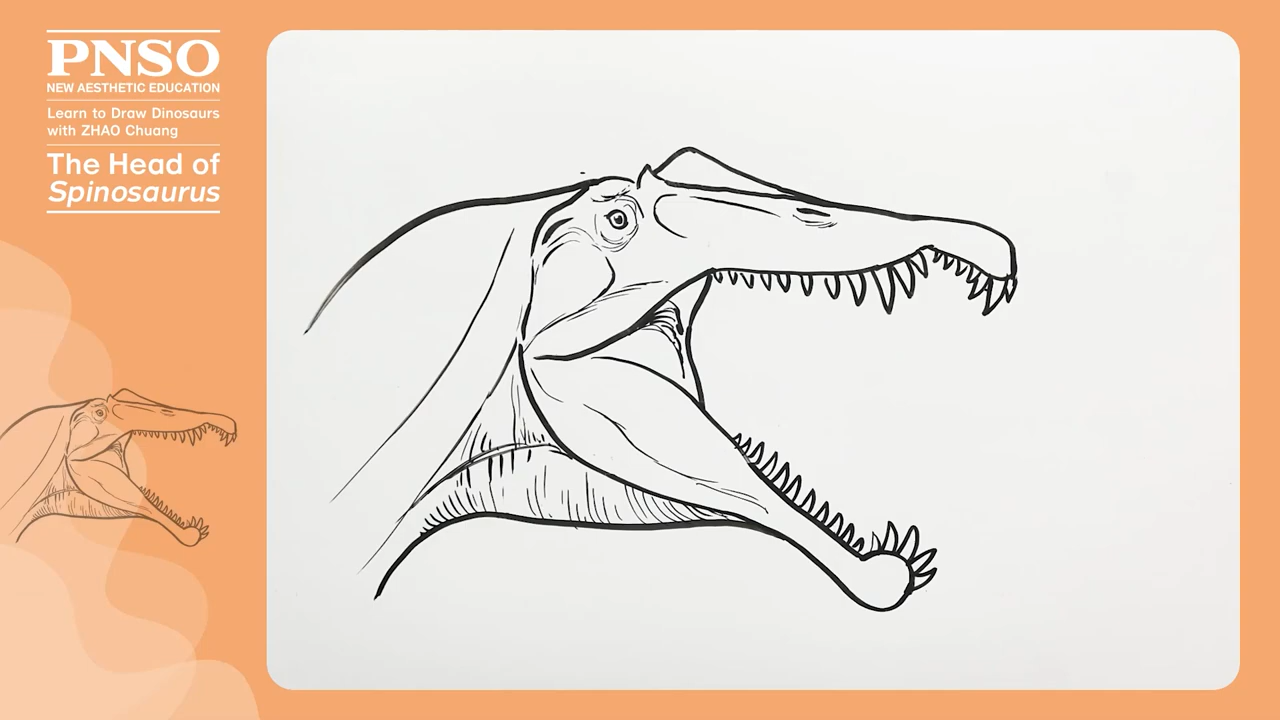 PNSO
NEW AESTHETIC EDUCATION
Learn to Draw Dinosaurs
with ZHAO Chuang
The Head of
Spinosaurus